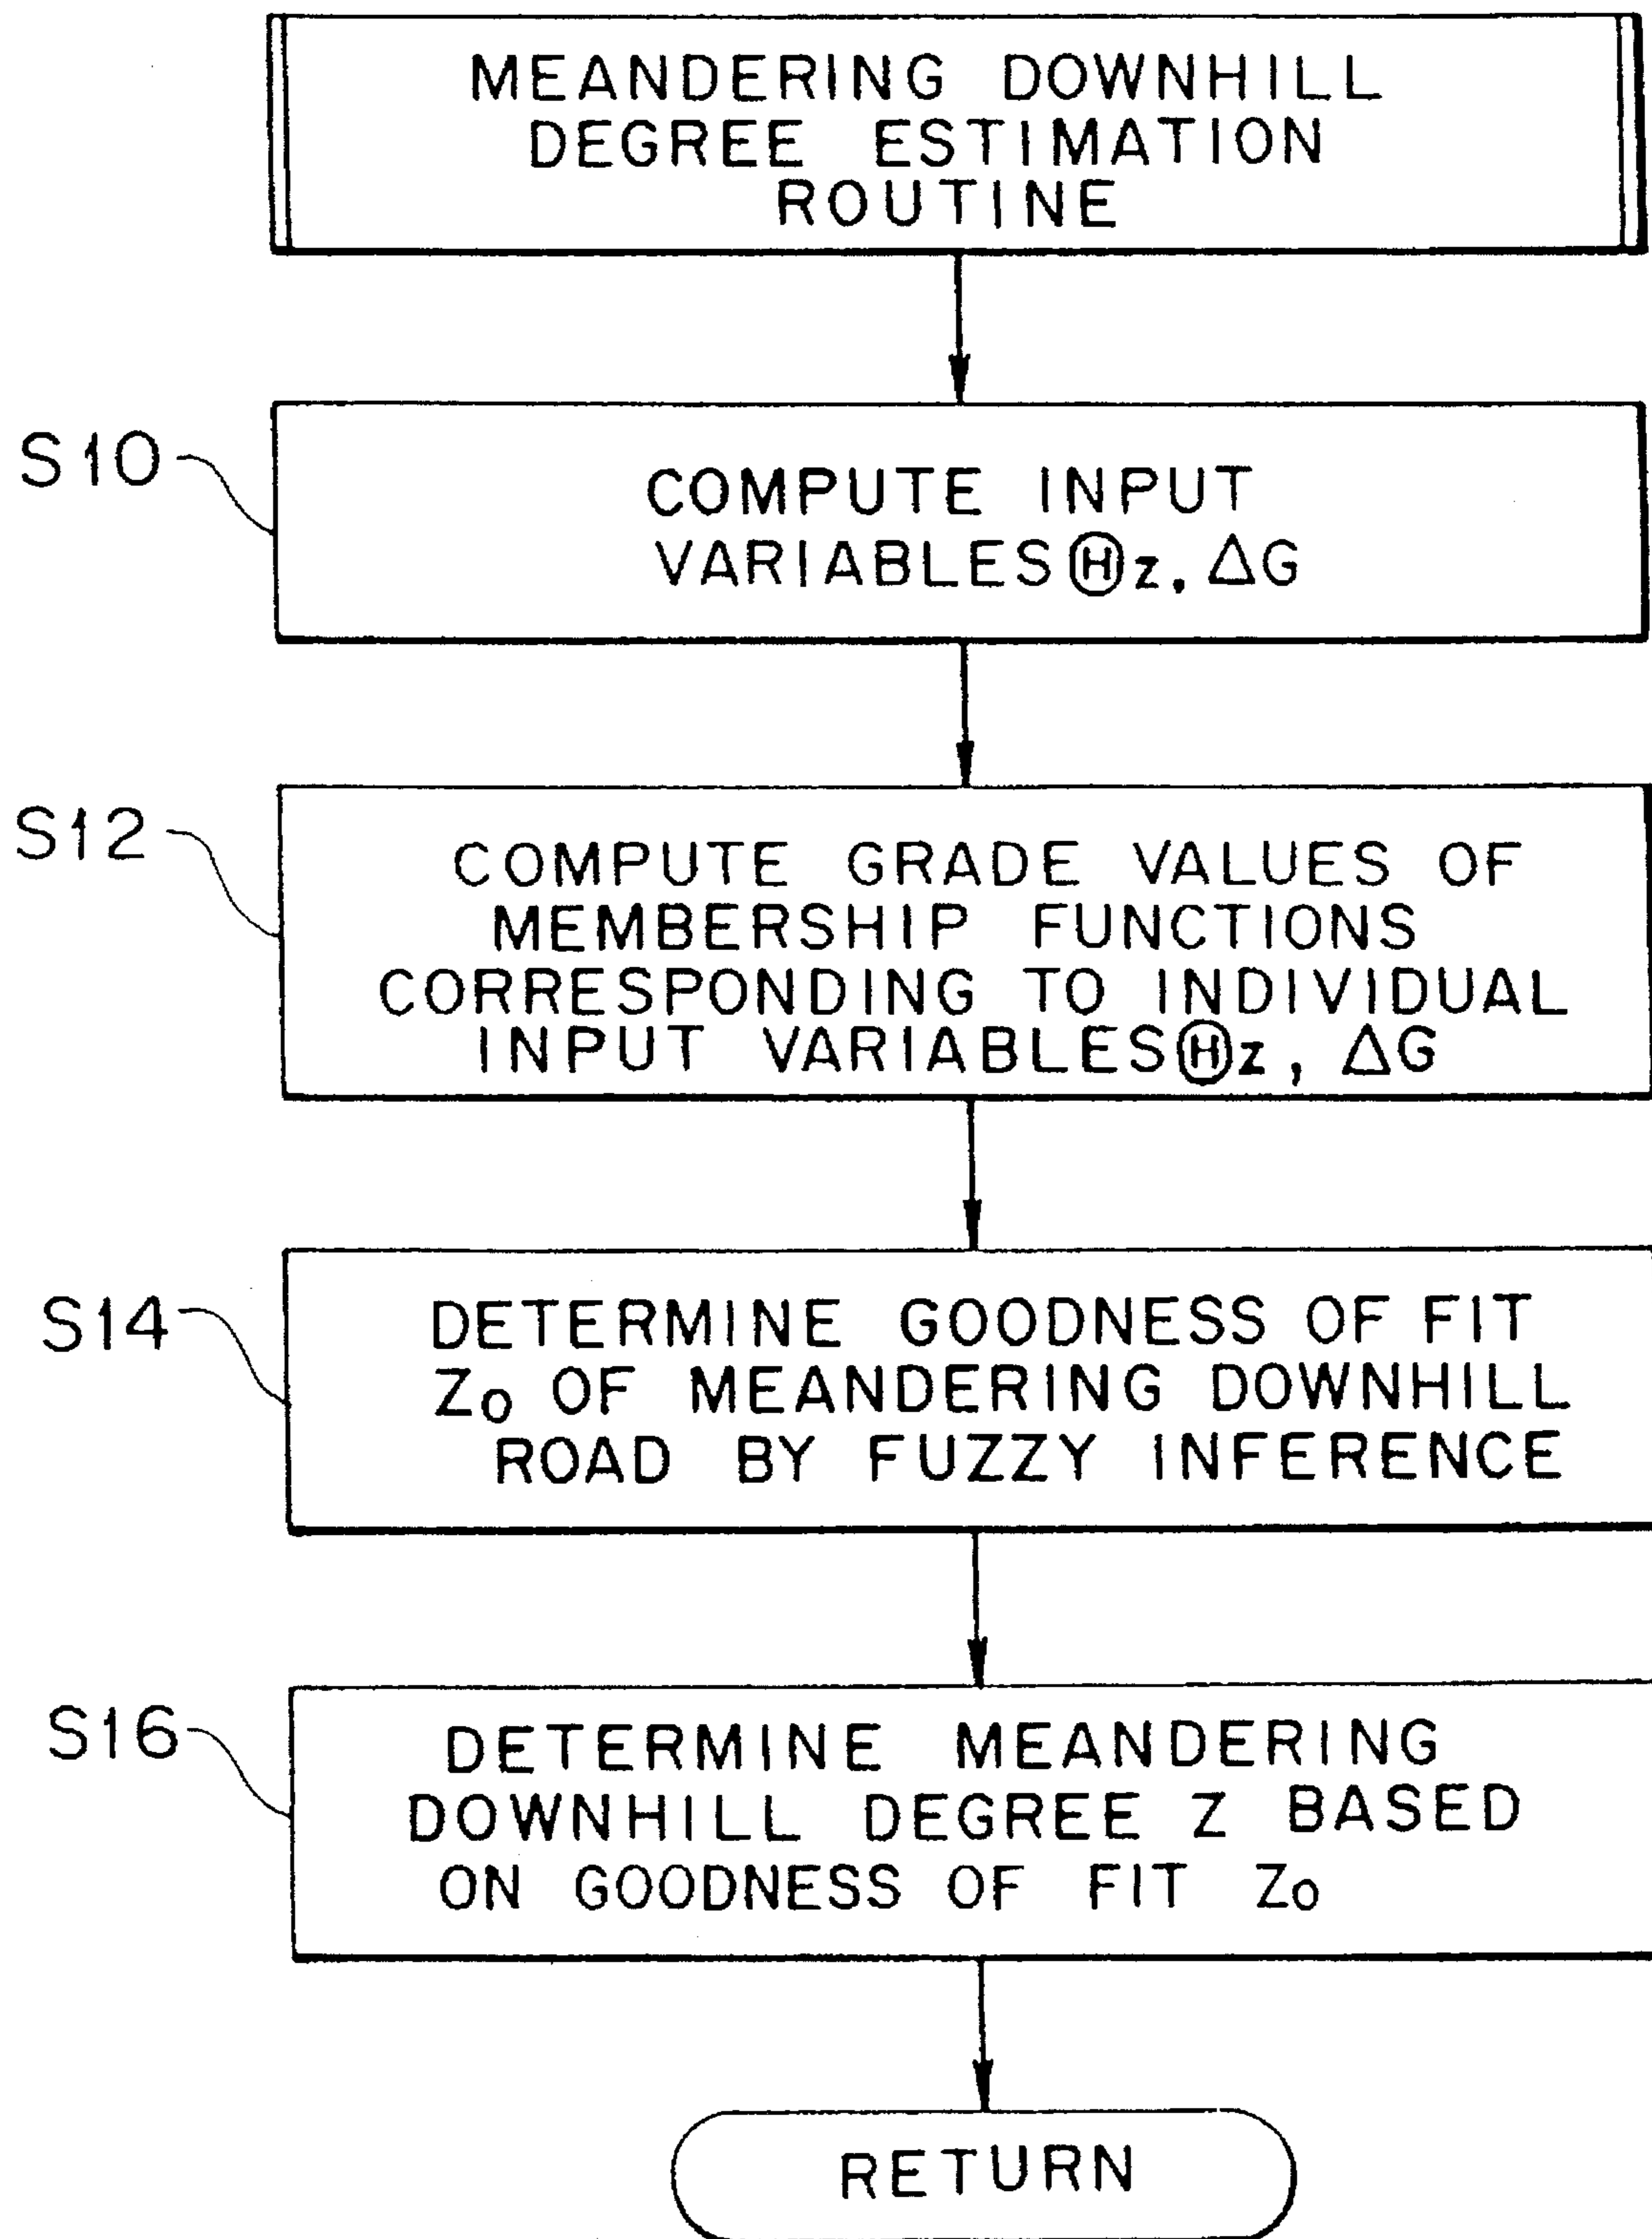 MEANDERING DOWNHILL
DEGREE ESTIMATION
ROUTINE
S10
COMPUTE INPUT
VARIABLES Ⓗz, ΔG
S12
COMPUTE GRADE VALUES OF
MEMBERSHIP FUNCTIONS
CORRESPONDING TO INDIVIDUAL
INPUT VARIABLES Ⓗz, ΔG
S14
DETERMINE GOODNESS OF FIT
Zo OF MEANDERING DOWNHILL
ROAD BY FUZZY INFERENCE
S16
DETERMINE MEANDERING
DOWNHILL DEGREE Z BASED
ON GOODNESS OF FIT Zo
RETURN